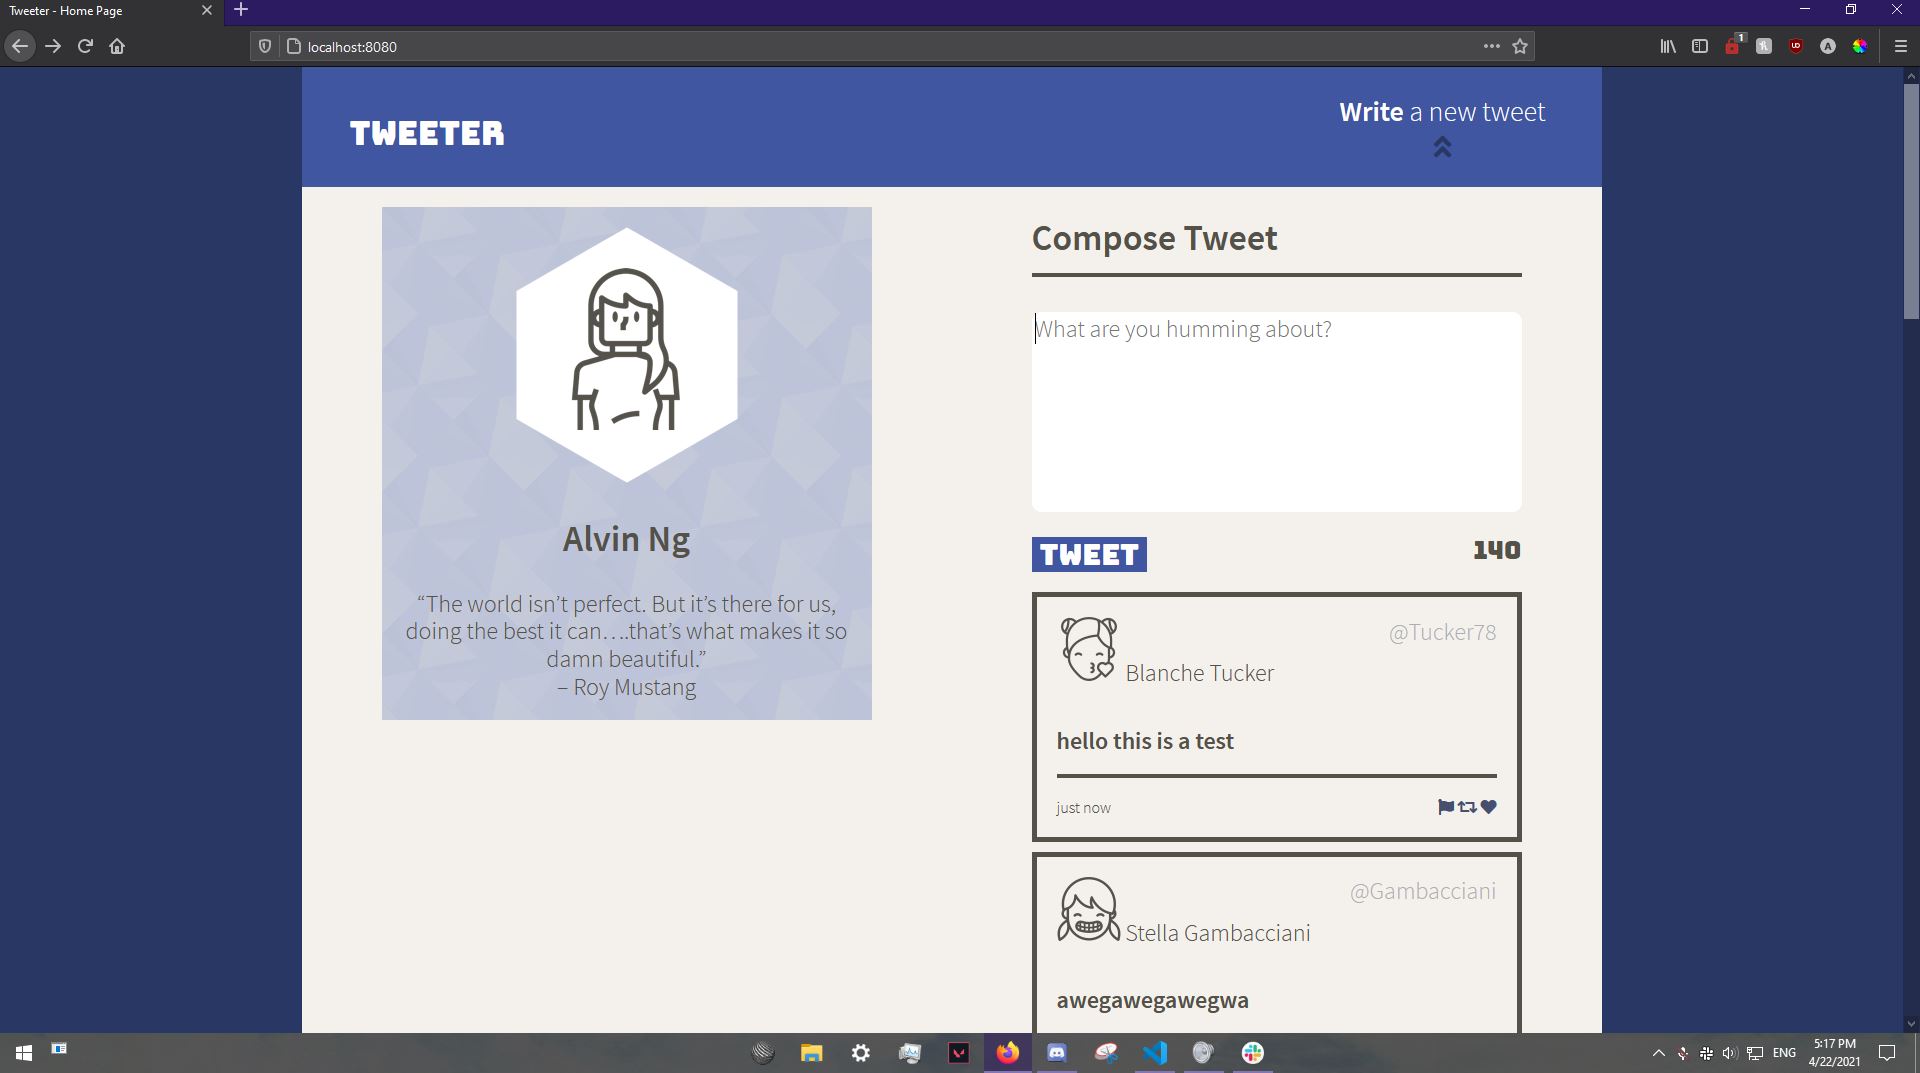 Tweeter - Home Page
localhost:8080
1
TWEETER
Write a new tweet
Alvin Ng
“The world isn’t perfect. But it’s there for us,
doing the best it can….that’s what makes it so
damn beautiful.”
– Roy Mustang
Compose Tweet
What are you humming about?
TWEET
140
@Tucker78
Blanche Tucker
hello this is a test
just now
@Gambacciani
Stella Gambacciani
awegawegawegwa
ENG
5:17 PM
4/22/2021